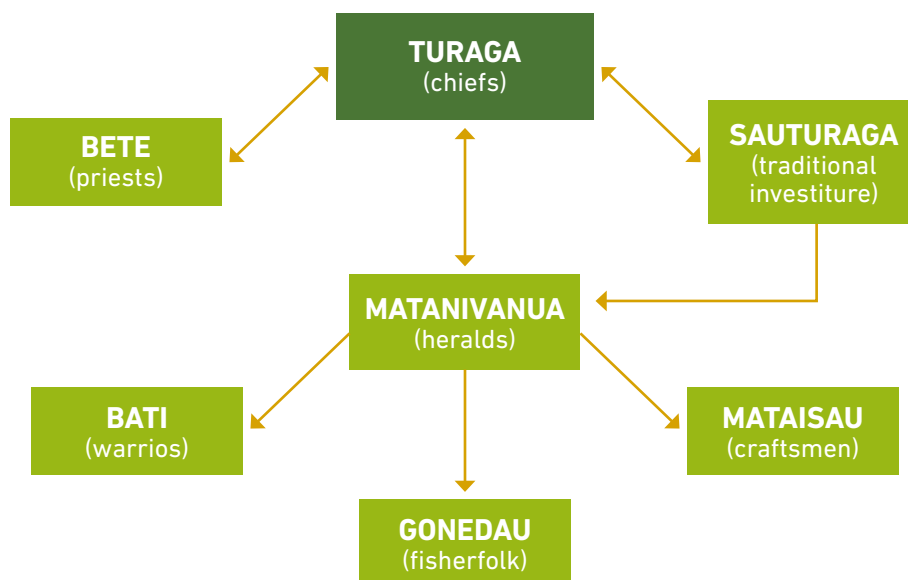 TURAGA
(chiefs)
BETE
(priests)
SAUTURAGA
(traditional
investiture)
MATANIVANUA
(heralds)
BATI
(warrios)
MATAISAU
(craftsmen)
GONEDAU
(fisherfolk)